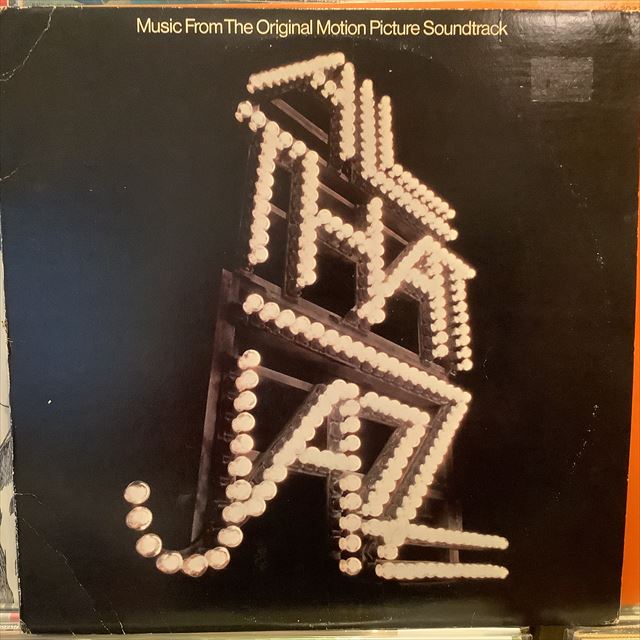 Music From The Original Motion Picture Soundtrack
ALL
THAT
JAZZ